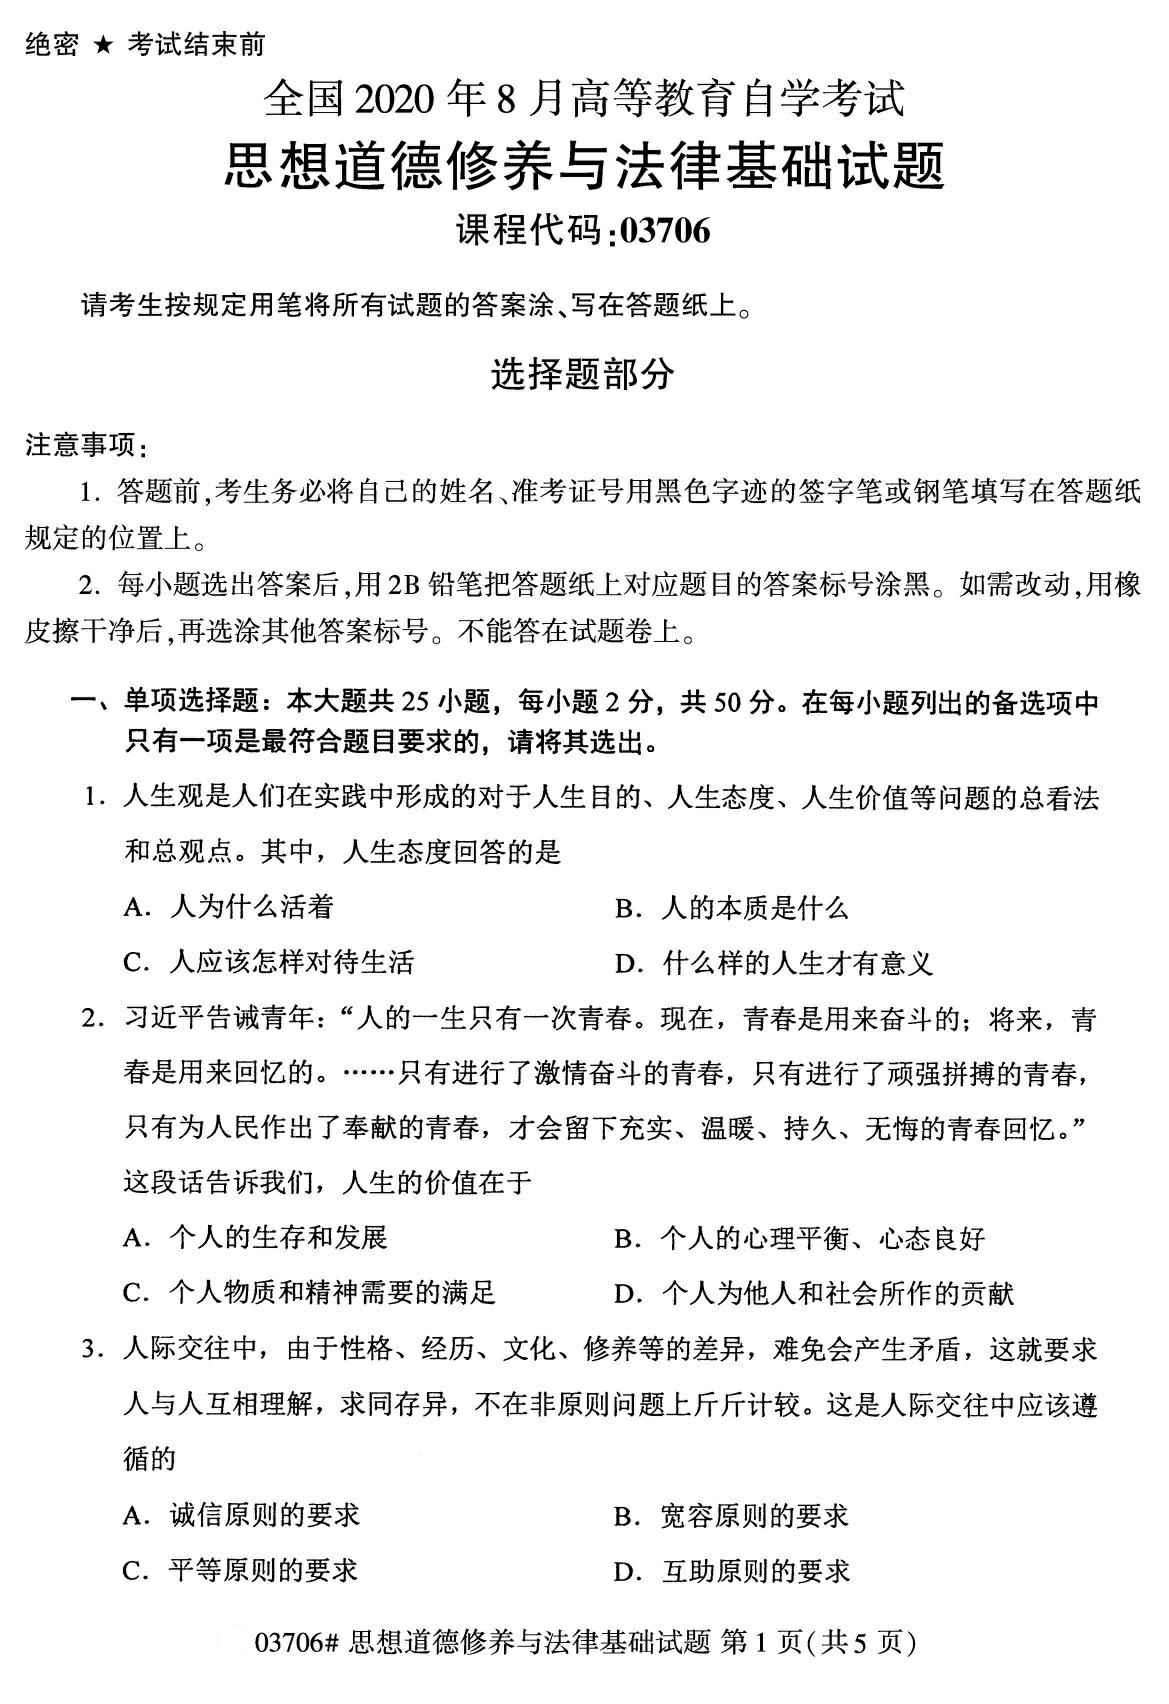 绝密 ★ 考试结束前
全国 2020 年 8 月高等教育自学考试
思想道德修养与法律基础试题
课程代码:03706
请考生按规定用笔将所有试题的答案涂、写在答题纸上。
选择题部分
注意事项:
1. 答题前,考生务必将自己的姓名、准考证号用黑色字迹的签字笔或钢笔填写在答题纸
规定的位置上。
2. 每小题选出答案后,用 2B 铅笔把答题纸上对应题目的答案标号涂黑。如需改动,用橡
皮擦干净后,再选涂其他答案标号。不能答在试题卷上。
一、单项选择题：本大题共 25 小题，每小题 2 分，共 50 分。在每小题列出的备选项中
只有一项是最符合题目要求的，请将其选出。
1. 人生观是人们在实践中形成的对于人生目的、人生态度、人生价值等问题的总看法
和总观点。其中，人生态度回答的是
A. 人为什么活着 B. 人的本质是什么
C. 人应该怎样对待生活 D. 什么样的人生才有意义
2. 习近平告诫青年：“人的一生只有一次青春。现在，青春是用来奋斗的；将来，青
春是用来回忆的。……只有进行了激情奋斗的青春，只有进行了顽强拼搏的青春，
只有为人民作出了奉献的青春，才会留下充实、温暖、持久、无悔的青春回忆。”
这段话告诉我们，人生的价值在于
A. 个人的生存和发展 B. 个人的心理平衡、心态良好
C. 个人物质和精神需要的满足 D. 个人为他人和社会所作的贡献
3. 人际交往中，由于性格、经历、文化、修养等的差异，难免会产生矛盾，这就要求
人与人互相理解，求同存异，不在非原则问题上斤斤计较。这是人际交往中应该遵
循的
A. 诚信原则的要求 B. 宽容原则的要求
C. 平等原则的要求 D. 互助原则的要求
03706# 思想道德修养与法律基础试题 第 1 页(共 5 页)